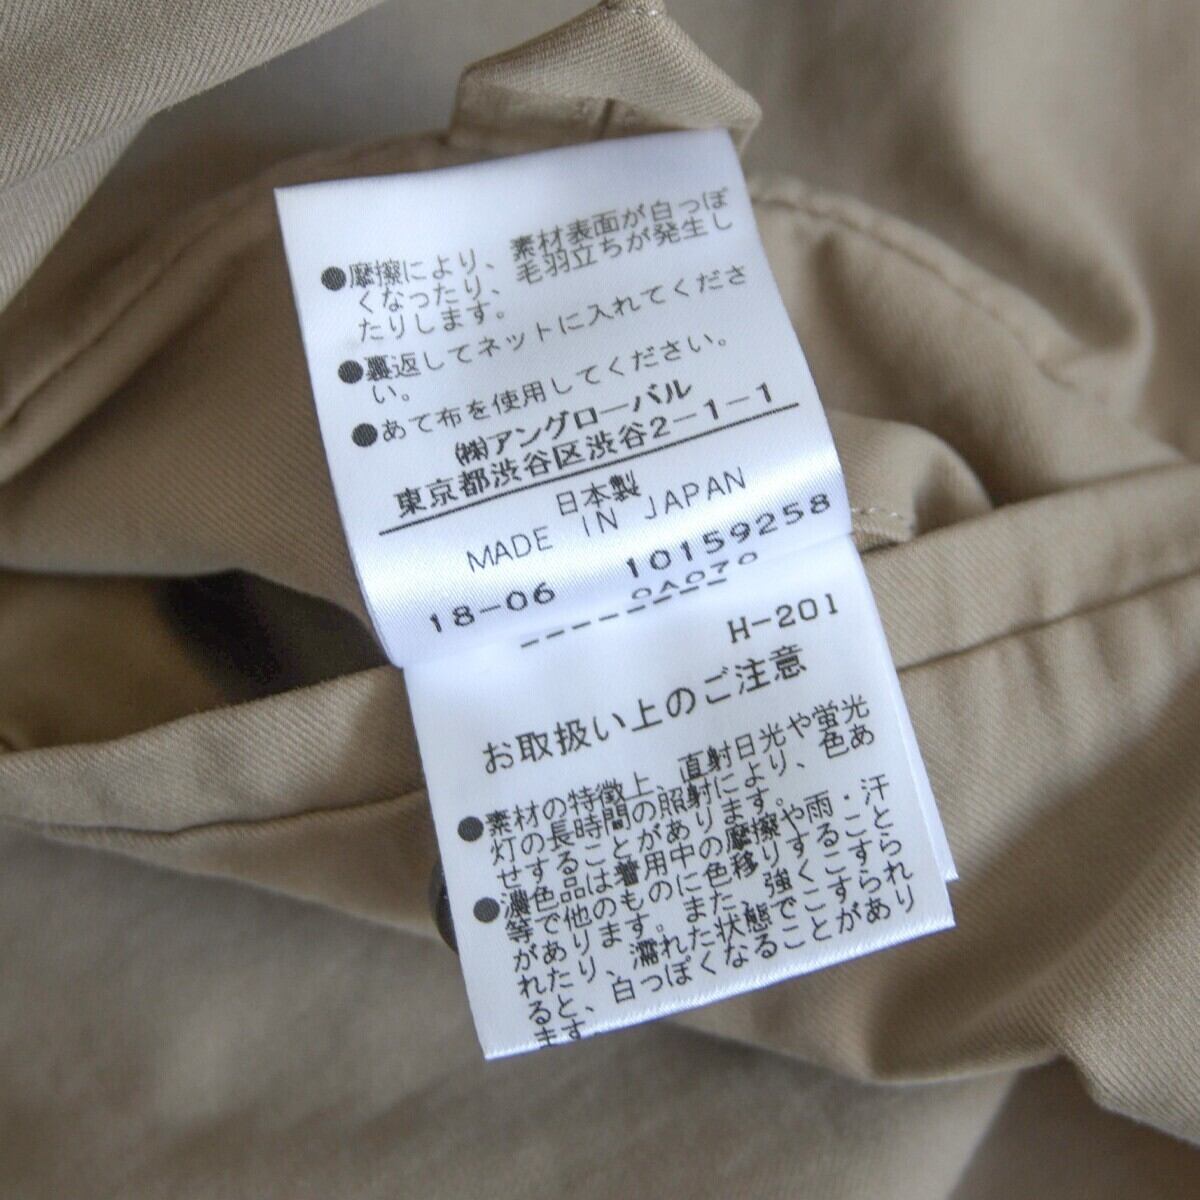 ●摩擦により、素材表面が白っぽ
くなったり、毛羽立ちが発生し
たりします。
●裏返してネットに入れてくださ
い。
●あて布を使用してください。
㈱アングローバル
東京都渋谷区渋谷2-1-1
日本製
MADE IN JAPAN
18-06 10159258
0A070
H-201
お取扱い上のご注意
●素材の特徴上、直射日光や蛍光
灯の長時間の照射により、色あ
せすることがあります。
●濃色品は着用中の摩擦や雨・汗
等で他のものに色移りすること
があります。また、強くこすら
れたり、濡れた状態でこすられ
ると、白っぽくなることがあり
ます。